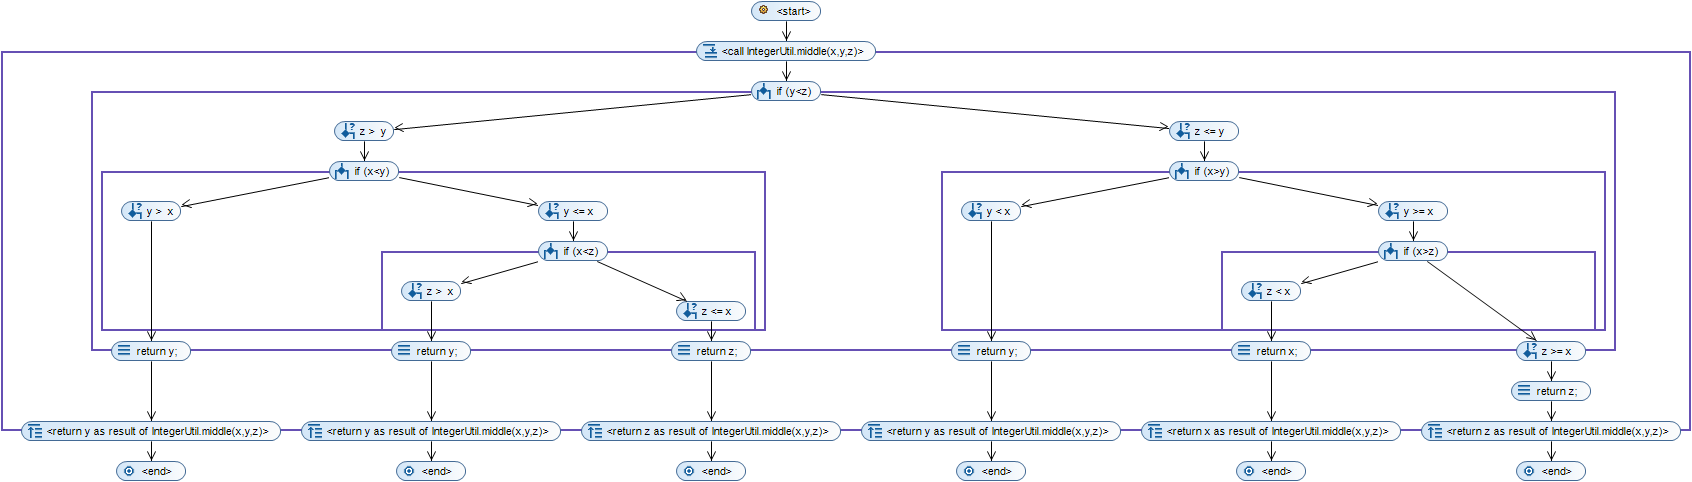 <start>
<call IntegerUtil.middle(x,y,z)>
if (y<z)
z > y
z <= y
if (x<y)
if (x>y)
y > x
y <= x
y < x
y >= x
if (x<z)
if (x>z)
z > x
z < x
z <= x
return y;
return y;
return z;
return y;
return x;
z >= x
return z;
<return y as result of IntegerUtil.middle(x,y,z)>
<return y as result of IntegerUtil.middle(x,y,z)>
<return z as result of IntegerUtil.middle(x,y,z)>
<return y as result of IntegerUtil.middle(x,y,z)>
<return x as result of IntegerUtil.middle(x,y,z)>
<return z as result of IntegerUtil.middle(x,y,z)>
<end>
<end>
<end>
<end>
<end>
<end>